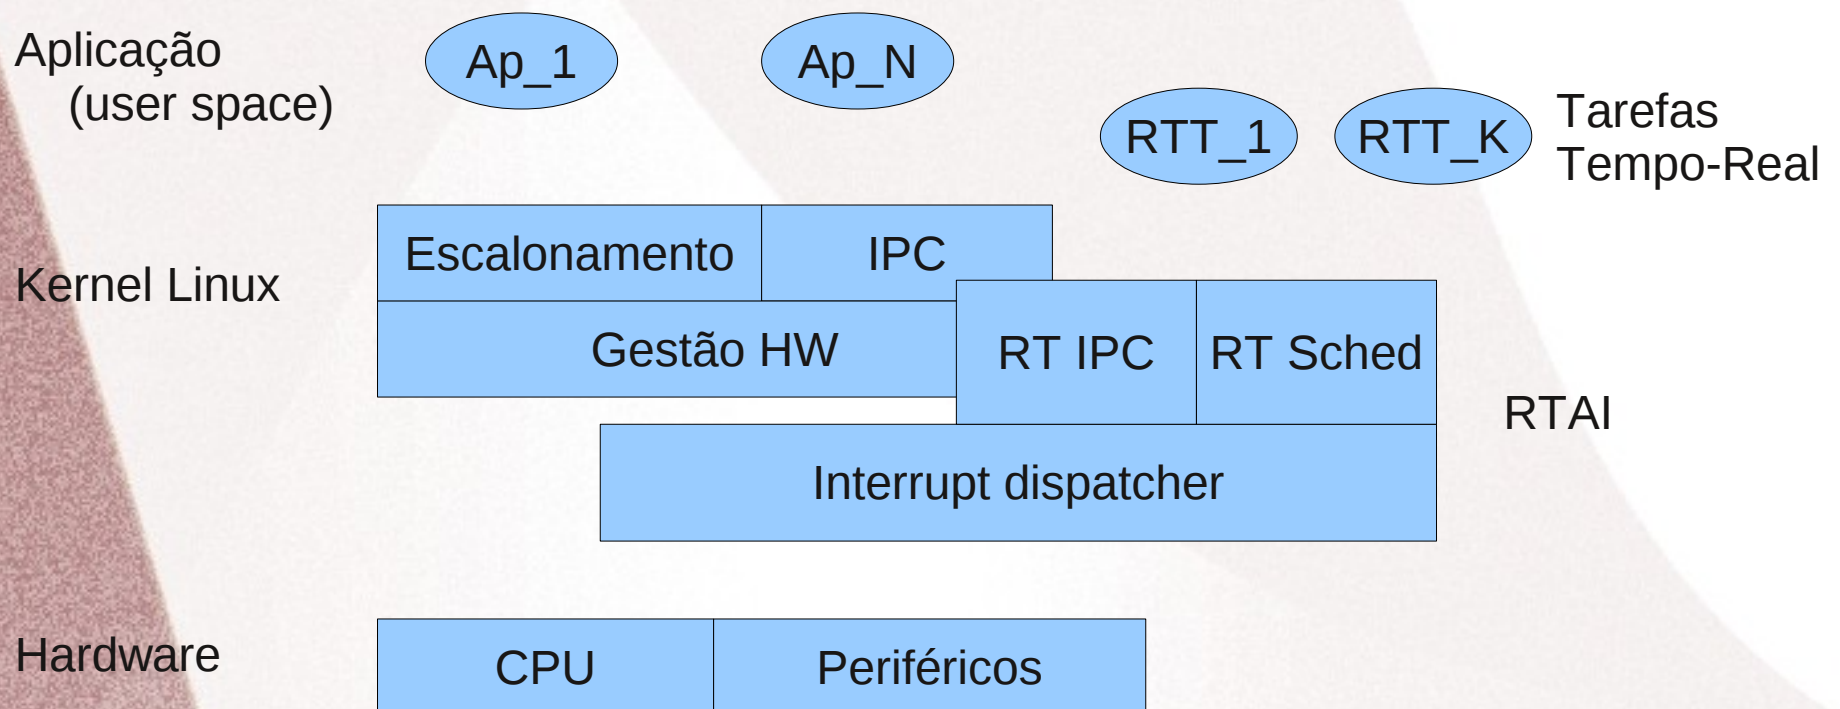 Aplicação
(user space)
Ap_1
Ap_N
RTT_1
RTT_K
Tarefas
Tempo-Real
Kernel Linux
Escalonamento
IPC
Gestão HW
RT IPC
RT Sched
RTAI
Interrupt dispatcher
Hardware
CPU
Periféricos